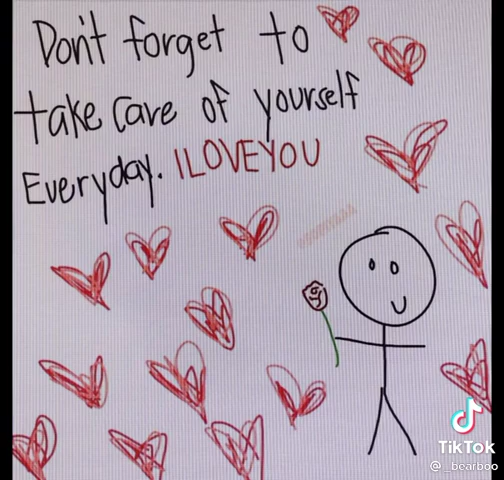 Don't forget to
take care of yourself
Everyday. I LOVE YOU
TikTok
@_bearboo